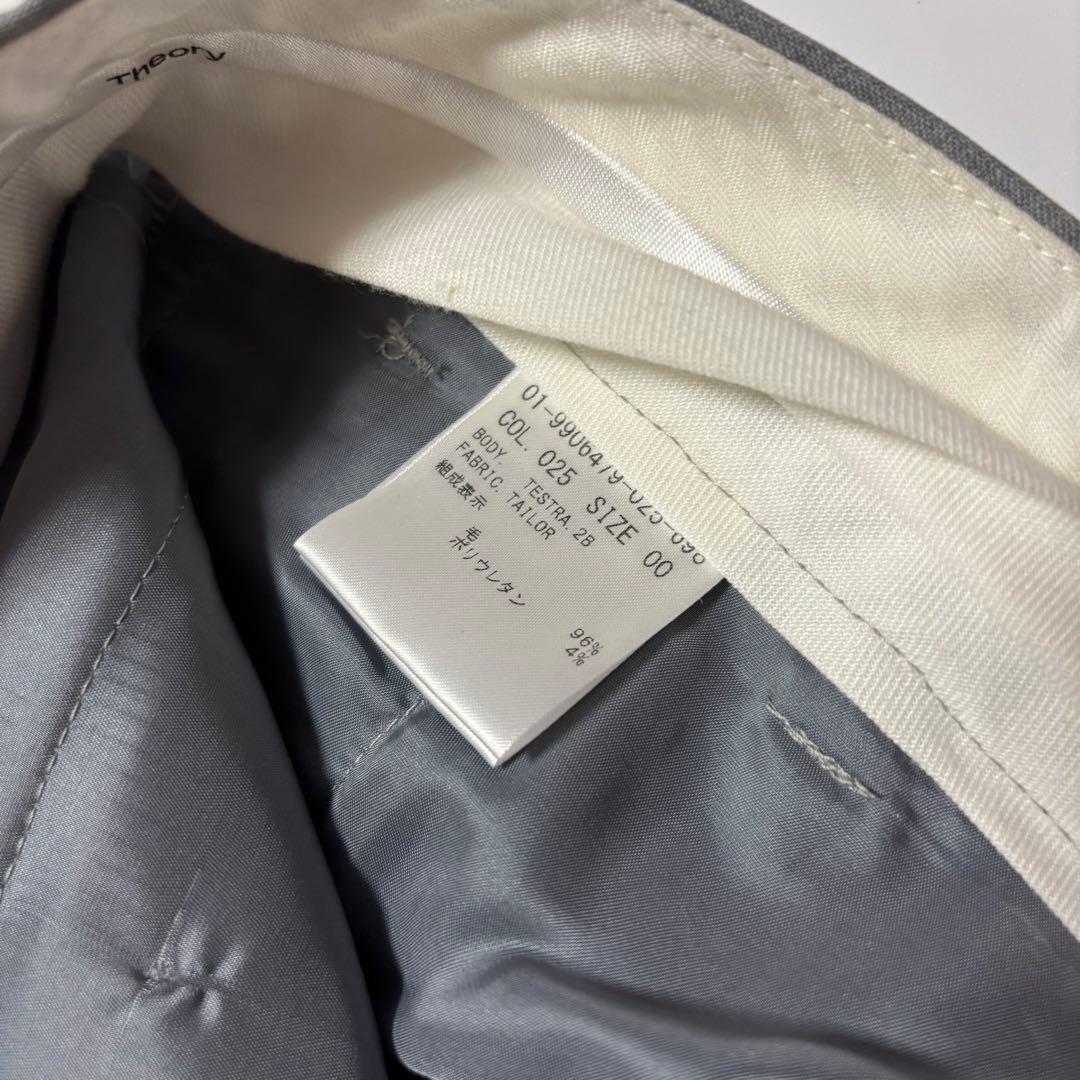 Theory
01-9906479-025-098
COL. 025 SIZE 00
BODY. TESTRA.2B
FABRIC.TAILOR
組成表示
毛 96%
ポリウレタン 4%